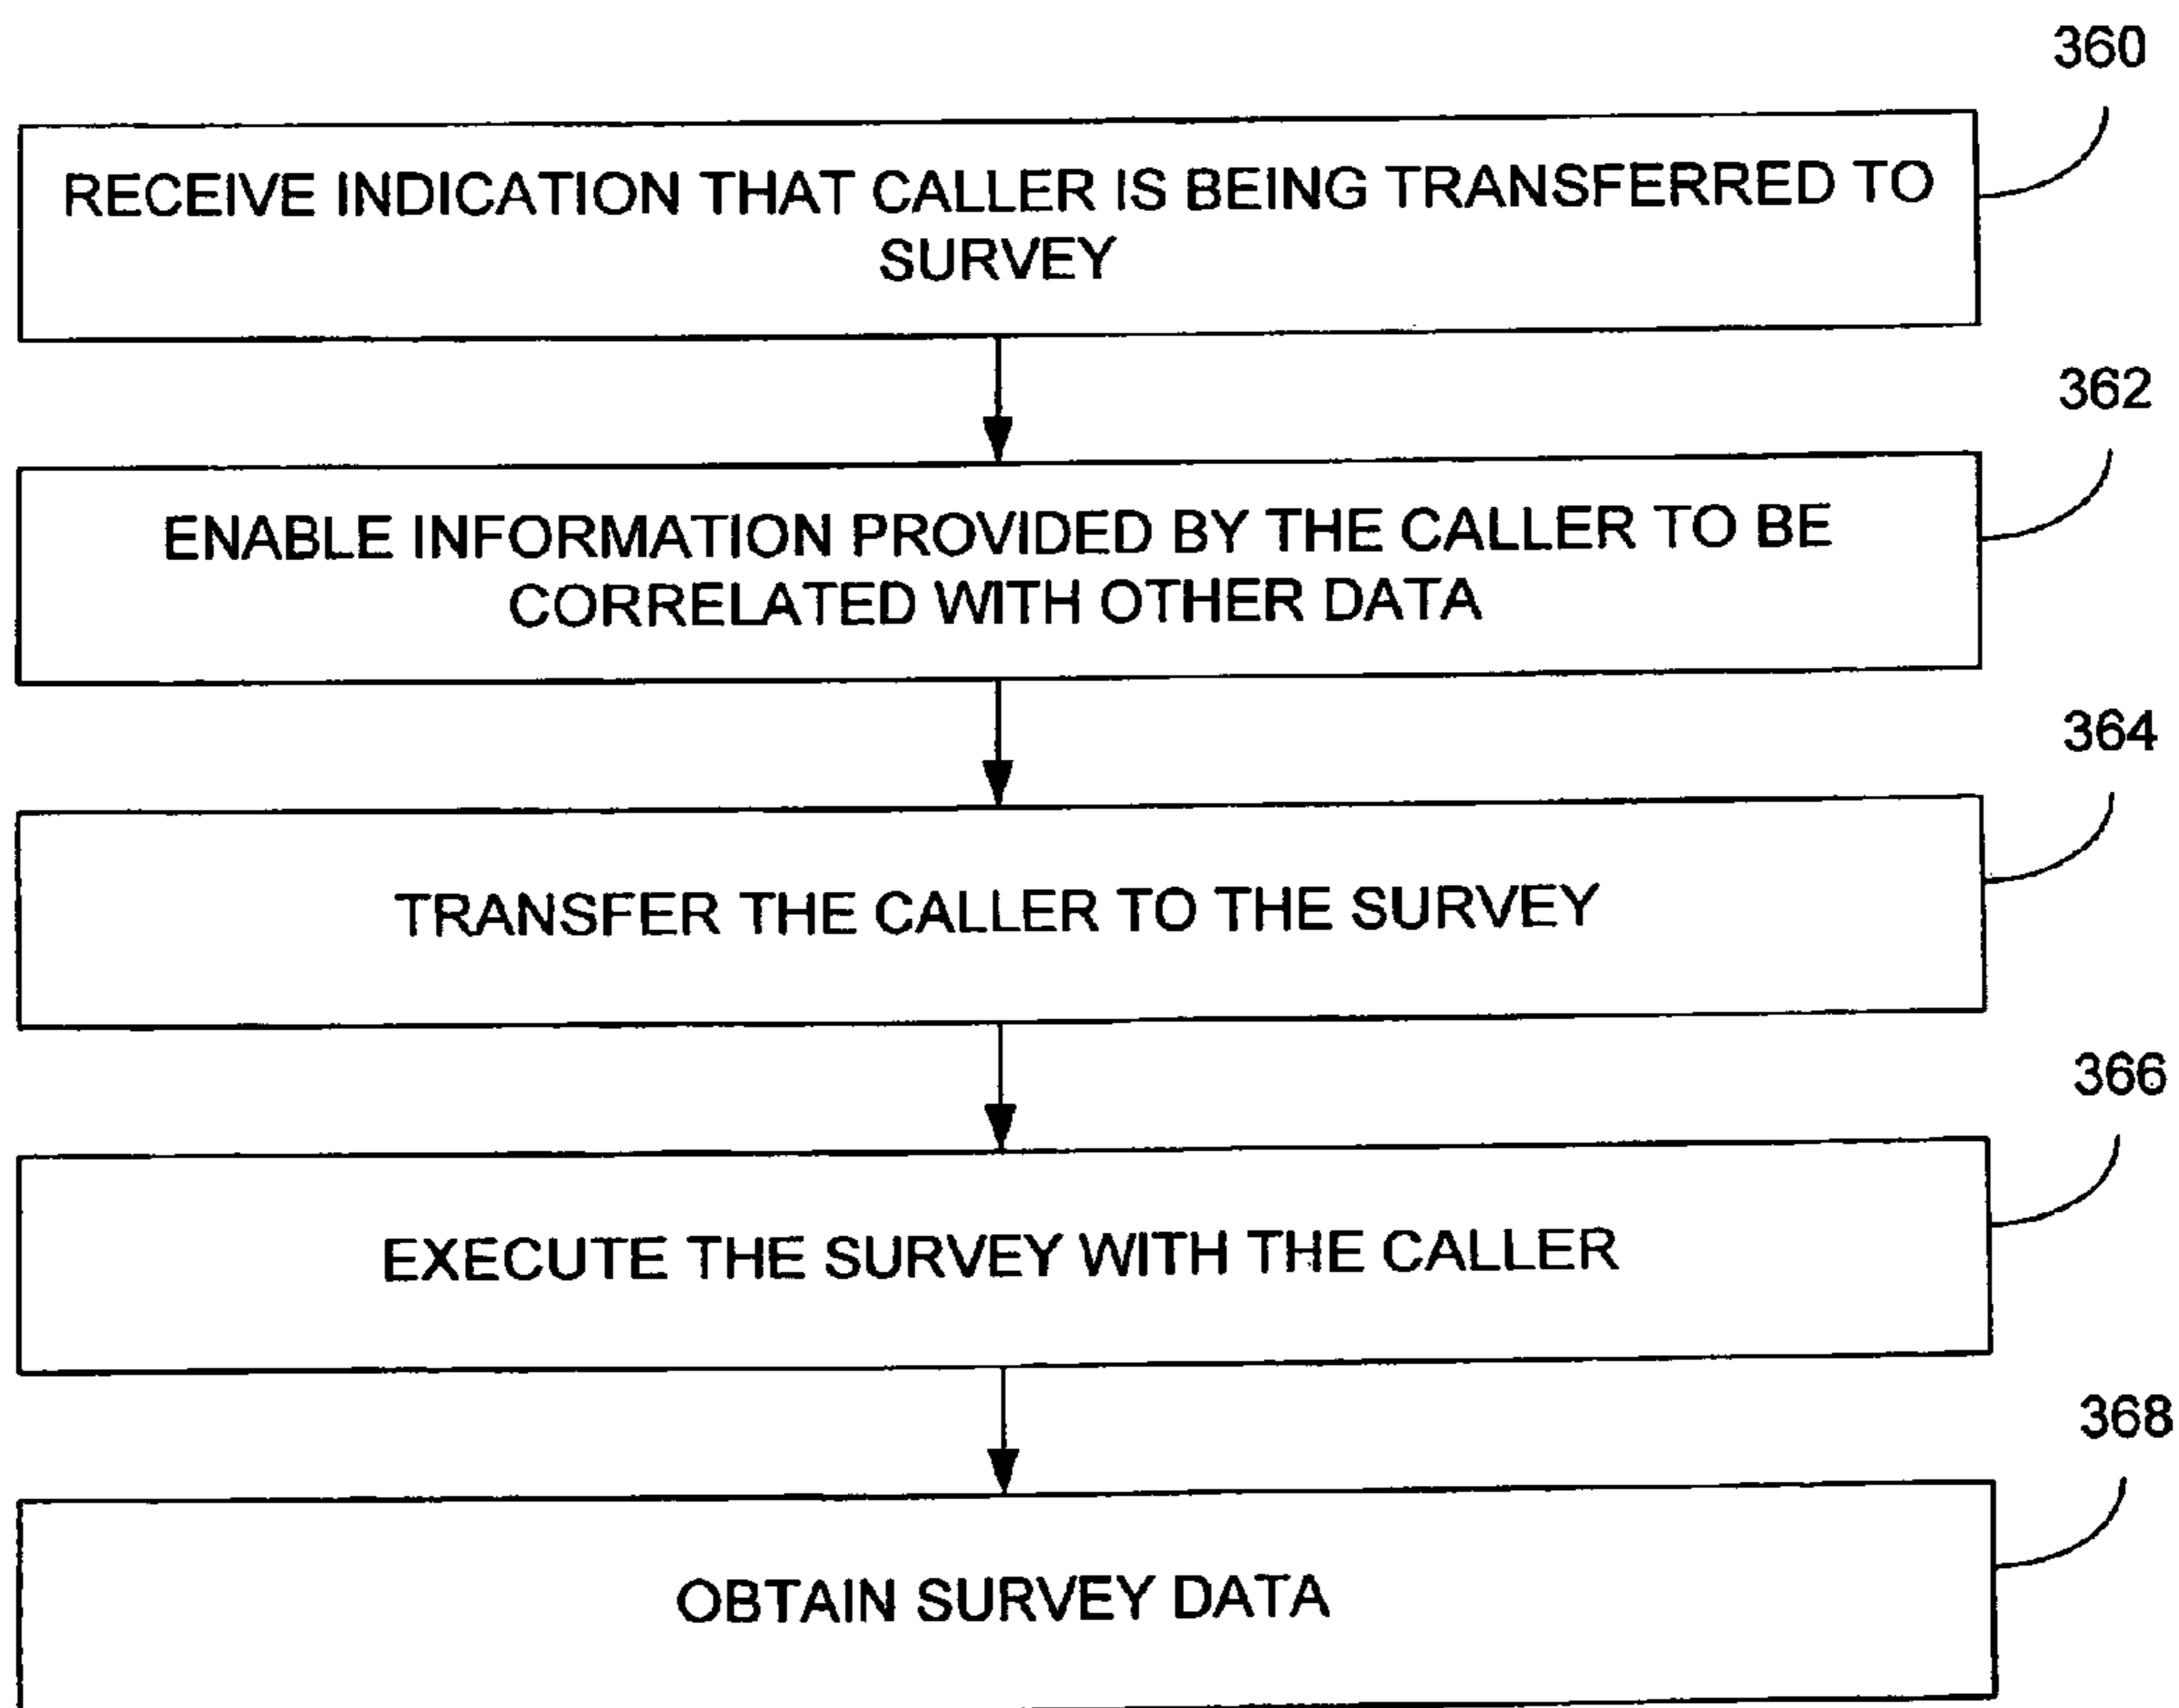 360
RECEIVE INDICATION THAT CALLER IS BEING TRANSFERRED TO
SURVEY
362
ENABLE INFORMATION PROVIDED BY THE CALLER TO BE
CORRELATED WITH OTHER DATA
364
TRANSFER THE CALLER TO THE SURVEY
366
EXECUTE THE SURVEY WITH THE CALLER
368
OBTAIN SURVEY DATA